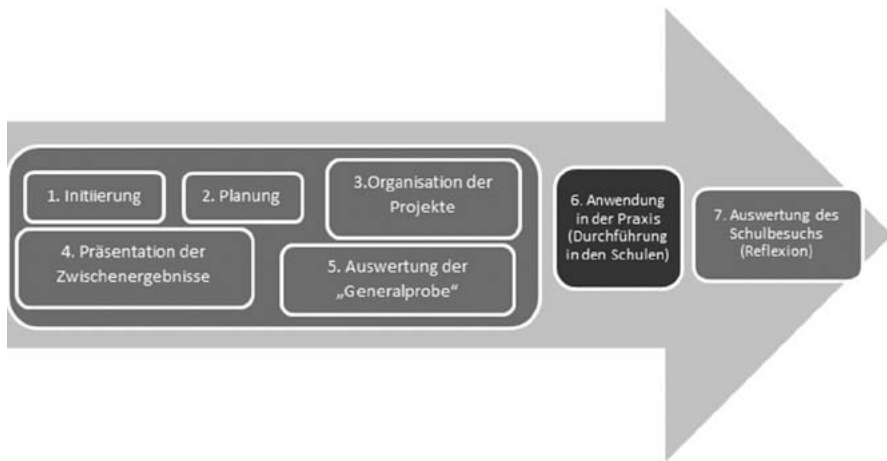 1. Initiierung
2. Planung
3.Organisation der
Projekte
4. Präsentation der
Zwischenergebnisse
5. Auswertung der
„Generalprobe“
6. Anwendung
in der Praxis
(Durchführung
in den Schulen)
7. Auswertung des
Schulbesuchs
(Reflexion)